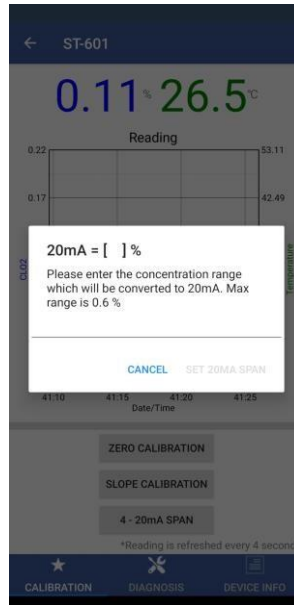 ST-601
0.11 % 26.5 °C
Reading
0.22
53.11
0.17
42.49
CLO2
Temperature
20mA = [ ] %
Please enter the concentration range
which will be converted to 20mA. Max
range is 0.6 %
CANCEL SET 20MA SPAN
41:10 41:15 41:20 41:25
Date/Time
ZERO CALIBRATION
SLOPE CALIBRATION
4 - 20mA SPAN
*Reading is refreshed every 4 second
CALIBRATION DIAGNOSIS DEVICE INFO